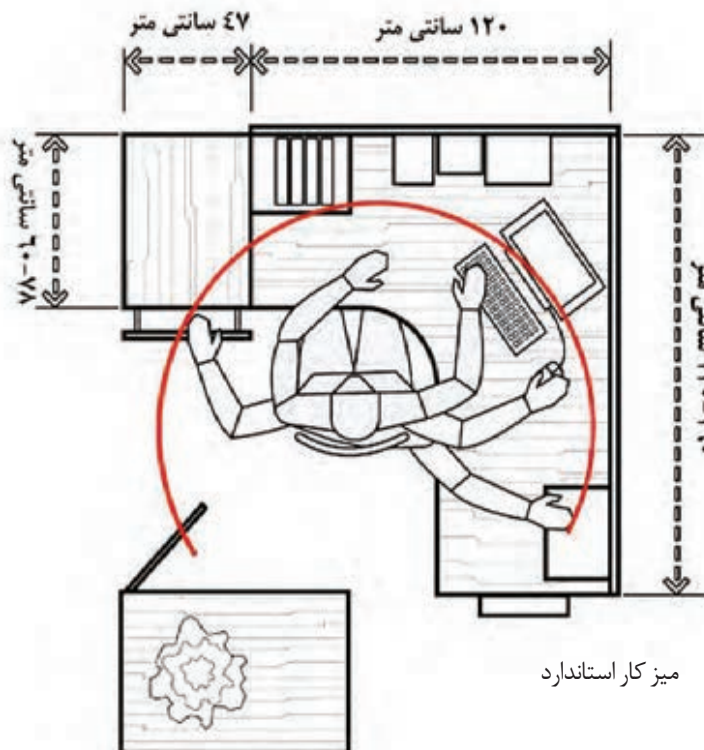 ۴۷ سانتی متر
۱۲۰ سانتی متر
۶۰-۷۸ سانتی متر
میز کار استاندارد